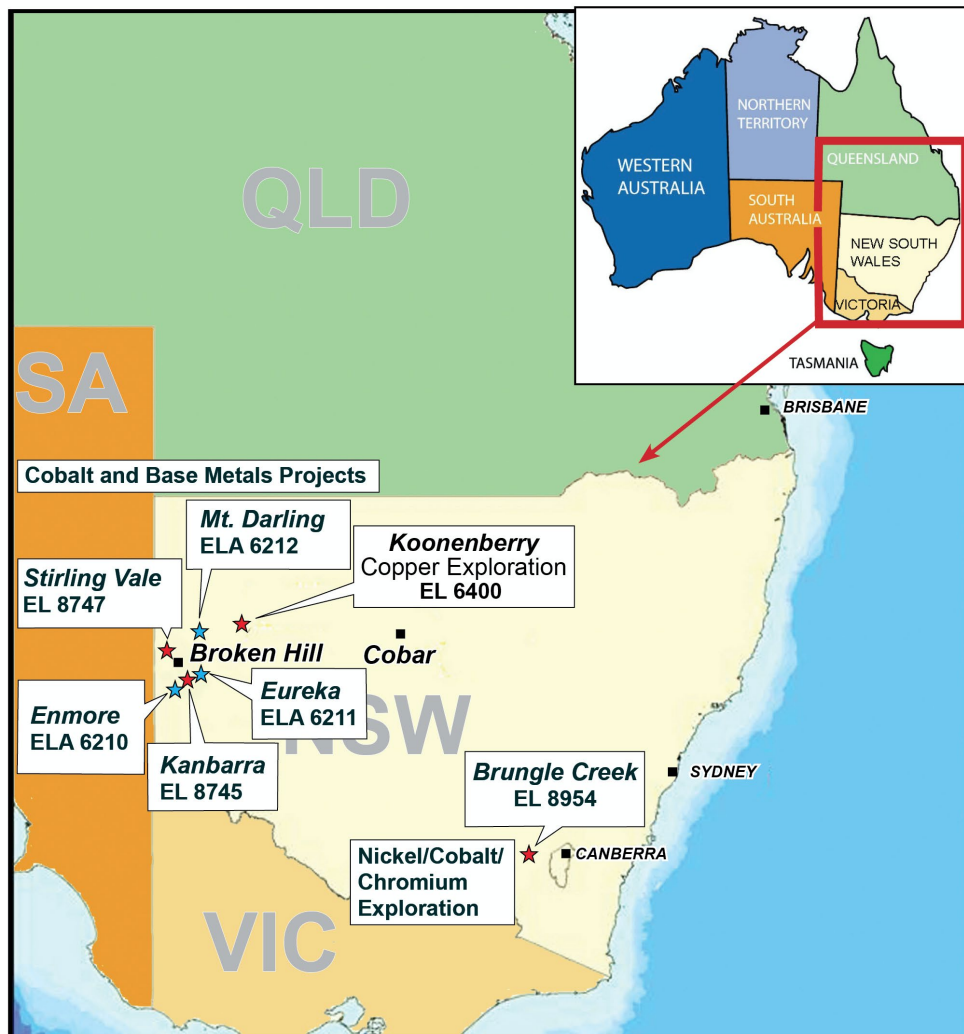 QLD
NORTHERN
TERRITORY
QUEENSLAND
WESTERN
AUSTRALIA
SOUTH
AUSTRALIA
NEW SOUTH
WALES
VICTORIA
TASMANIA
SA
BRISBANE
Cobalt and Base Metals Projects
Mt. Darling
ELA 6212
Koonenberry
Copper Exploration
EL 6400
Stirling Vale
EL 8747
Broken Hill
Cobar
Eureka
ELA 6211
Enmore
ELA 6210
NSW
Kanbarra
EL 8745
Brungle Creek
EL 8954
SYDNEY
CANBERRA
Nickel/Cobalt/
Chromium
Exploration
VIC